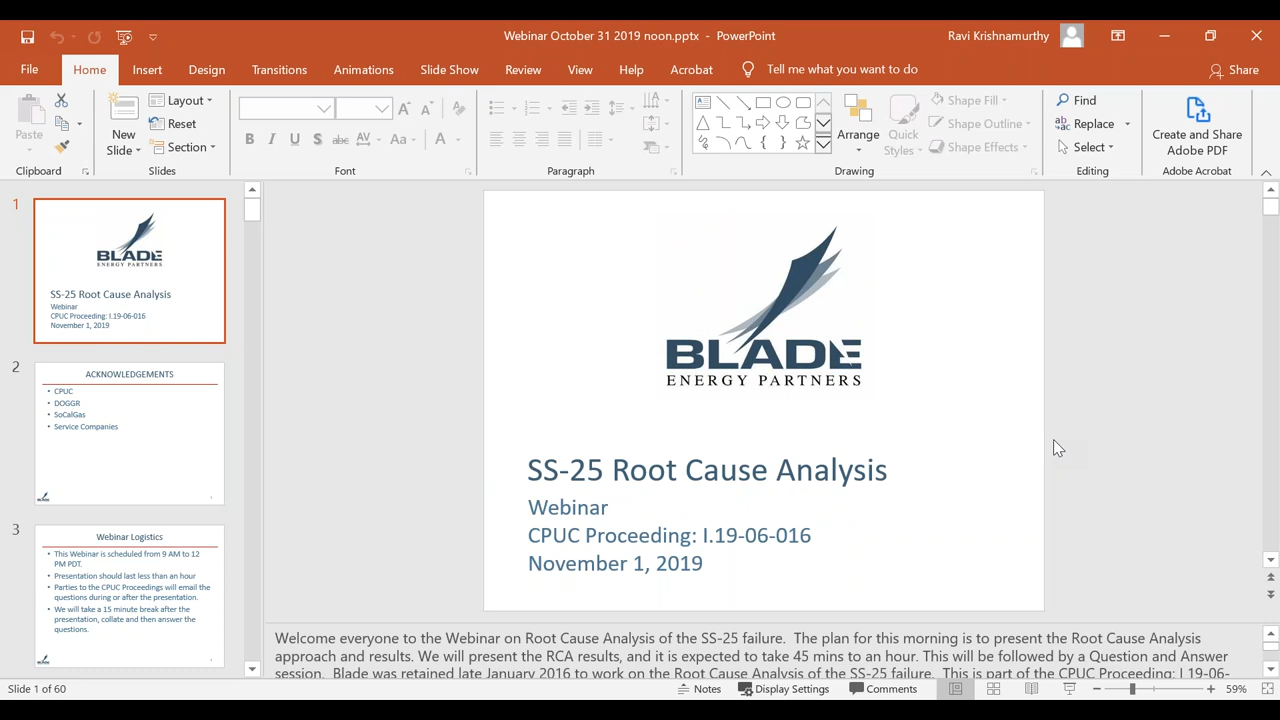 Webinar October 31 2019 noon.pptx - PowerPoint
Ravi Krishnamurthy
File Home Insert Design Transitions Animations Slide Show Review View Help Acrobat Tell me what you want to do Share
Paste
New
Slide
Layout
Reset
Section
Arrange
Quick
Styles
Shape Fill
Shape Outline
Shape Effects
Find
Replace
Select
Create and Share
Adobe PDF
Clipboard Slides Font Paragraph Drawing Editing Adobe Acrobat
1
BLADE
ENERGY PARTNERS
SS-25 Root Cause Analysis
Webinar
CPUC Proceeding: I.19-06-016
November 1, 2019
2
ACKNOWLEDGEMENTS
• CPUC
• DOGGR
• SoCalGas
• Service Companies
3
Webinar Logistics
• This Webinar is scheduled from 9 AM to 12
PM PDT.
• Presentation should last less than an hour
• Parties to the CPUC Proceedings will email the
questions during or after the presentation.
• We will take a 15 minute break after the
presentation, collate and then answer the
questions.
BLADE
ENERGY PARTNERS
SS-25 Root Cause Analysis
Webinar
CPUC Proceeding: I.19-06-016
November 1, 2019
Welcome everyone to the Webinar on Root Cause Analysis of the SS-25 failure. The plan for this morning is to present the Root Cause Analysis
approach and results. We will present the RCA results, and it is expected to take 45 mins to an hour. This will be followed by a Question and Answer
session. Blade was retained late January 2016 to work on the Root Cause Analysis of the SS-25 failure. This is part of the CPUC Proceeding: I.19-06-
Slide 1 of 60
Notes Display Settings Comments 59%